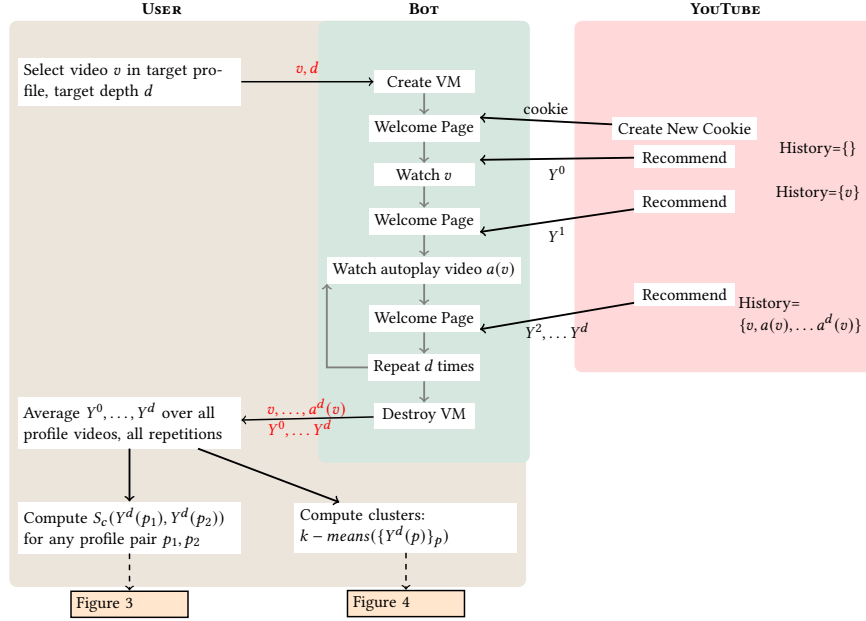 USER
BOT
YOUTUBE
Select video v in target pro-
file, target depth d
v, d
Create VM
cookie
Welcome Page
Create New Cookie
History={}
Recommend
Watch v
Y^0
History={v}
Recommend
Welcome Page
Y^1
Watch autoplay video a(v)
Recommend
History=
{v, a(v), . . . a^d(v)}
Welcome Page
Y^2, . . . Y^d
Repeat d times
Average Y^0, . . . , Y^d over all
profile videos, all repetitions
v, . . . , a^d(v)
Y^0, . . . Y^d
Destroy VM
Compute S_c(Y^d(p_1), Y^d(p_2))
for any profile pair p_1, p_2
Compute clusters:
k − means({Y^d(p)}_p)
Figure 3
Figure 4